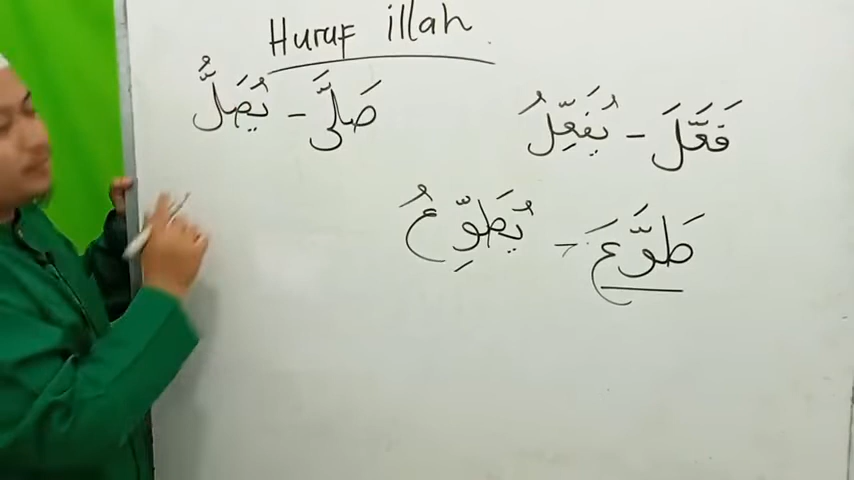 Huruf illah.
فَعَّلَ - يُفَعِّلُ
صَلَّى - يُصَلُّ
طَوَّعَ - يُطَوِّعُ